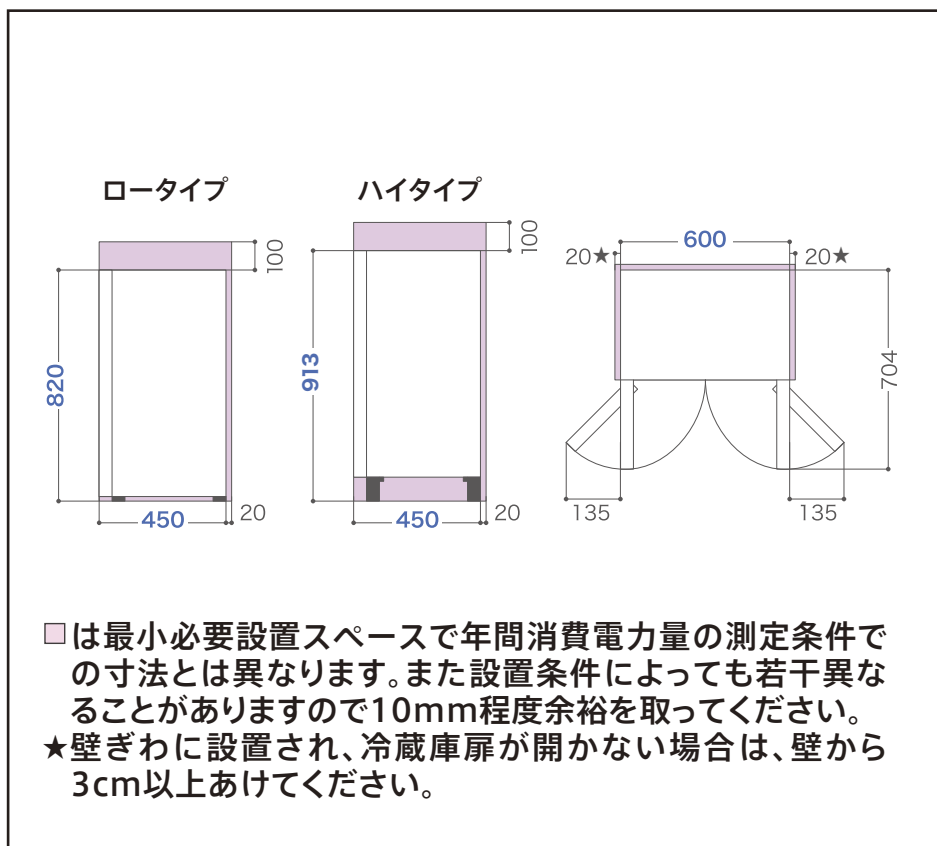 ロータイプ
ハイタイプ
100
820
450
20
100
913
450
20
600
20★
20★
704
135
135
は最小必要設置スペースで年間消費電力量の測定条件で
の寸法とは異なります。また設置条件によっても若干異な
ることがありますので10mm程度余裕を取ってください。
★壁ぎわに設置され、冷蔵庫扉が開かない場合は、壁から
3cm以上あけてください。